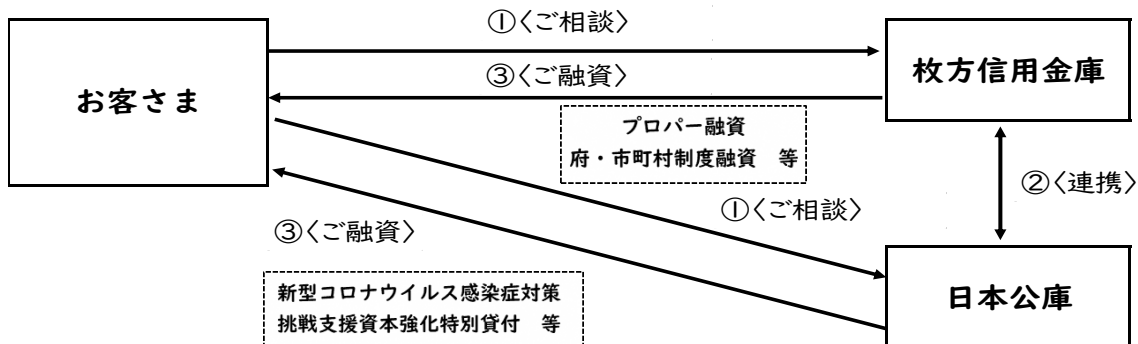 ①〈ご相談〉
お客さま
枚方信用金庫
③〈ご融資〉
プロパー融資
府・市町村制度融資　等
②〈連携〉
①〈ご相談〉
③〈ご融資〉
新型コロナウイルス感染症対策
挑戦支援資本強化特別貸付　等
日本公庫